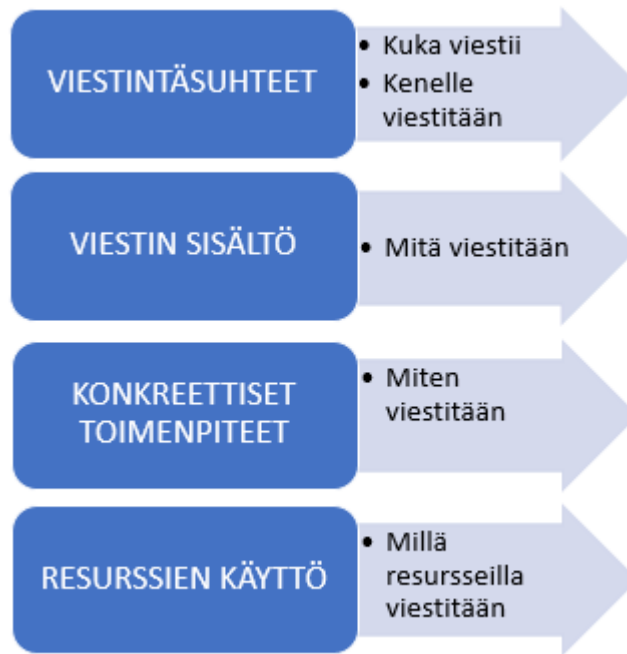 VIESTINTÄSUHTEET
• Kuka viestii
• Kenelle
viestitään
VIESTIN SISÄLTÖ
• Mitä viestitään
KONKREETTISET
TOIMENPITEET
• Miten
viestitään
RESURSSIEN KÄYTTÖ
• Millä
resursseilla
viestitään